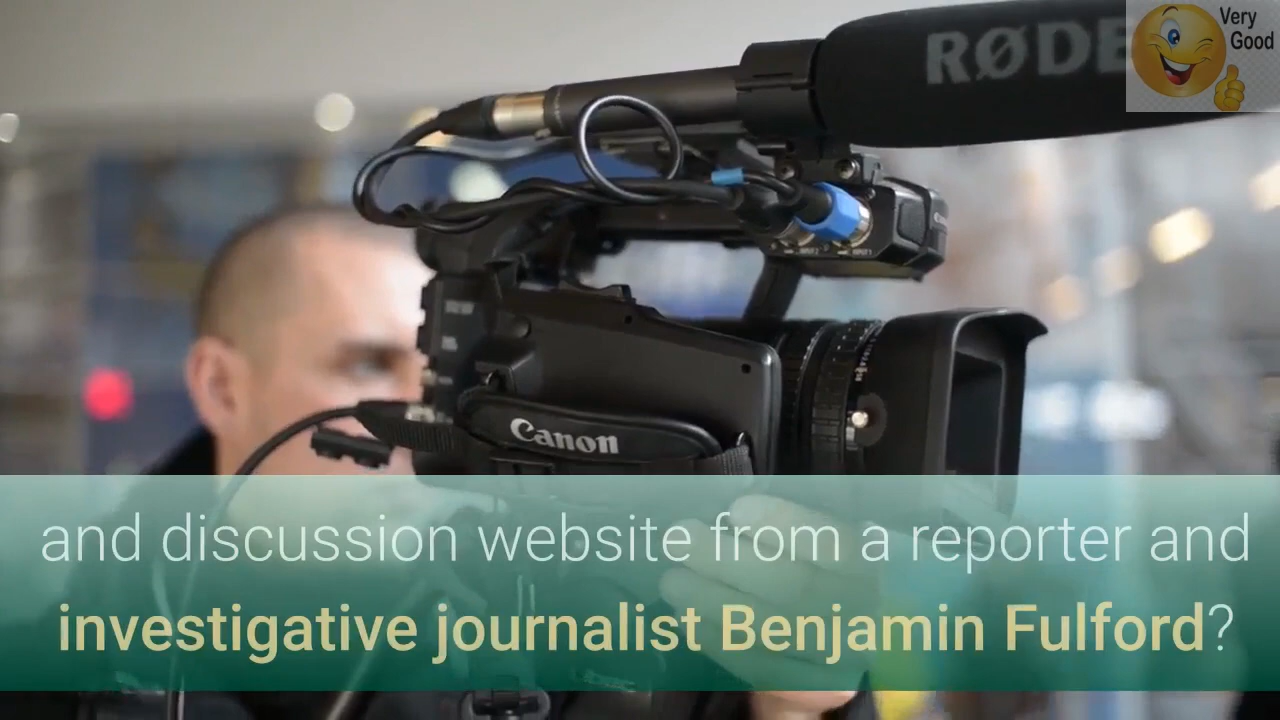 RØDE
Very
Good
Canon
and discussion website from a reporter and
investigative journalist Benjamin Fulford?